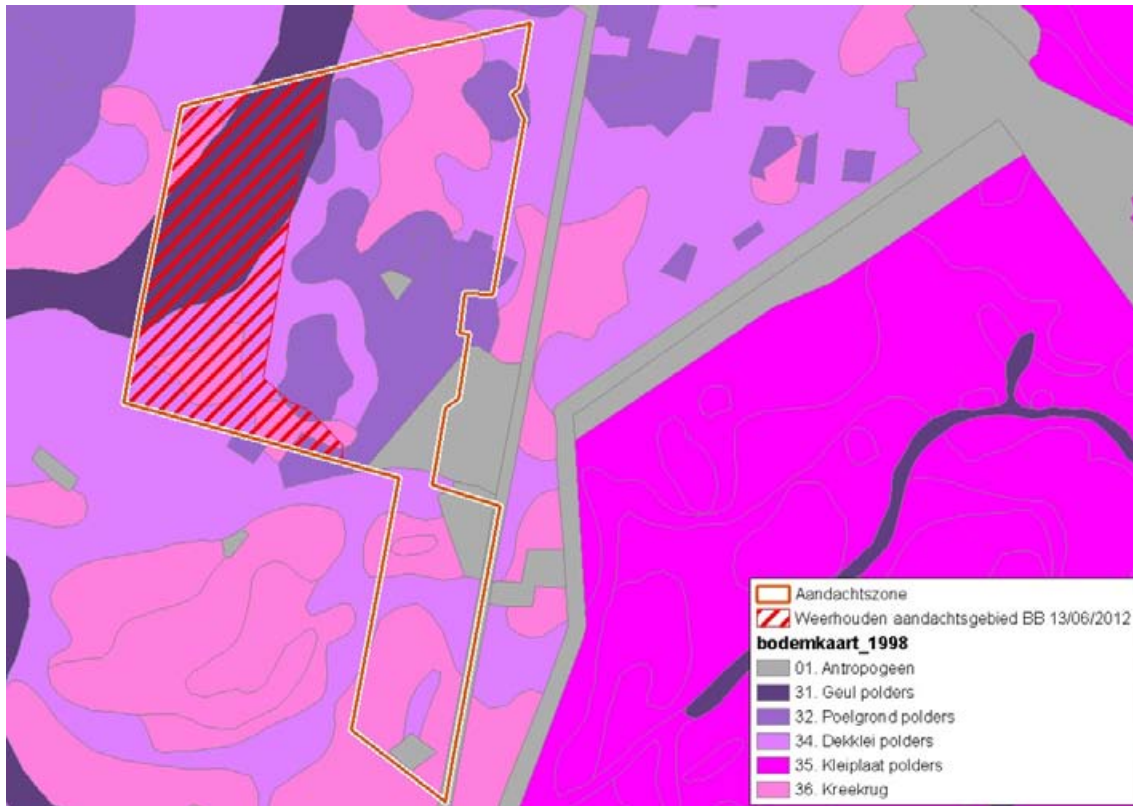 Aandachtszone
Weerhouden aandachtsgebied BB 13/06/2012
bodemkaart_1998
01. Antropogeen
31. Geul polders
32. Poelgrond polders
34. Dekklei polders
35. Kleiplaat polders
36. Kreekrug